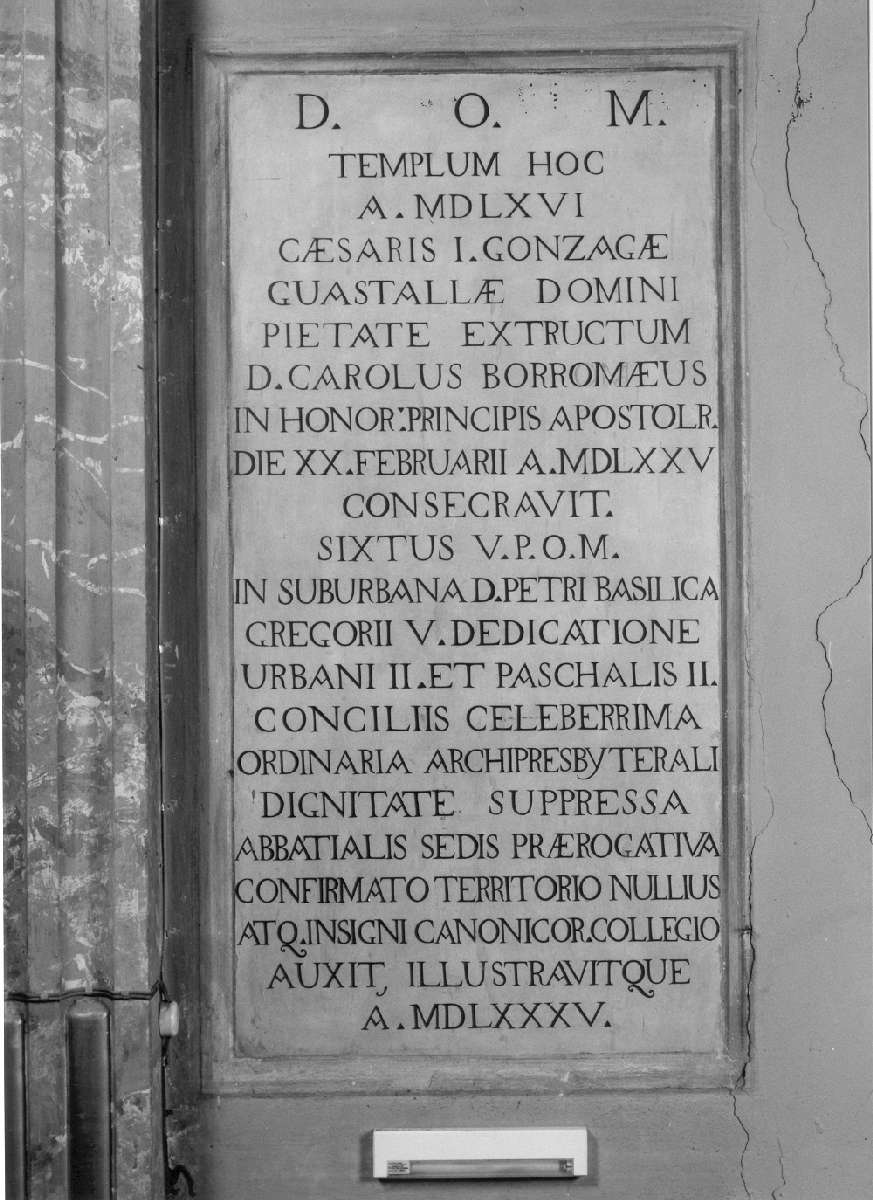 D. O. M.
TEMPLUM HOC
A. MDLXVI
CÆSARIS I. GONZAGÆ
GUASTALLÆ DOMINI
PIETATE EXTRUCTUM
D. CAROLUS BORROMÆUS
IN HONOR: PRINCIPIS APOSTOLR.
DIE XX. FEBRUARII A. MDLXXV
CONSECRAVIT.
SIXTUS V. P. O. M.
IN SUBURBANA D. PETRI BASILICA
GREGORII V. DEDICATIONE
URBANI II. ET PASCHALIS II.
CONCILIIS CELEBERRIMA
ORDINARIA ARCHIPRESBYTERALI
DIGNITATE SUPPRESSA
ABBATIALIS SEDIS PRÆROGATIVA
CONFIRMATO TERRITORIO NULLIUS
ATQ. INSIGNI CANONICOR. COLLEGIO
AUXIT, ILLUSTRAVITQUE
A. MDLXXXV.